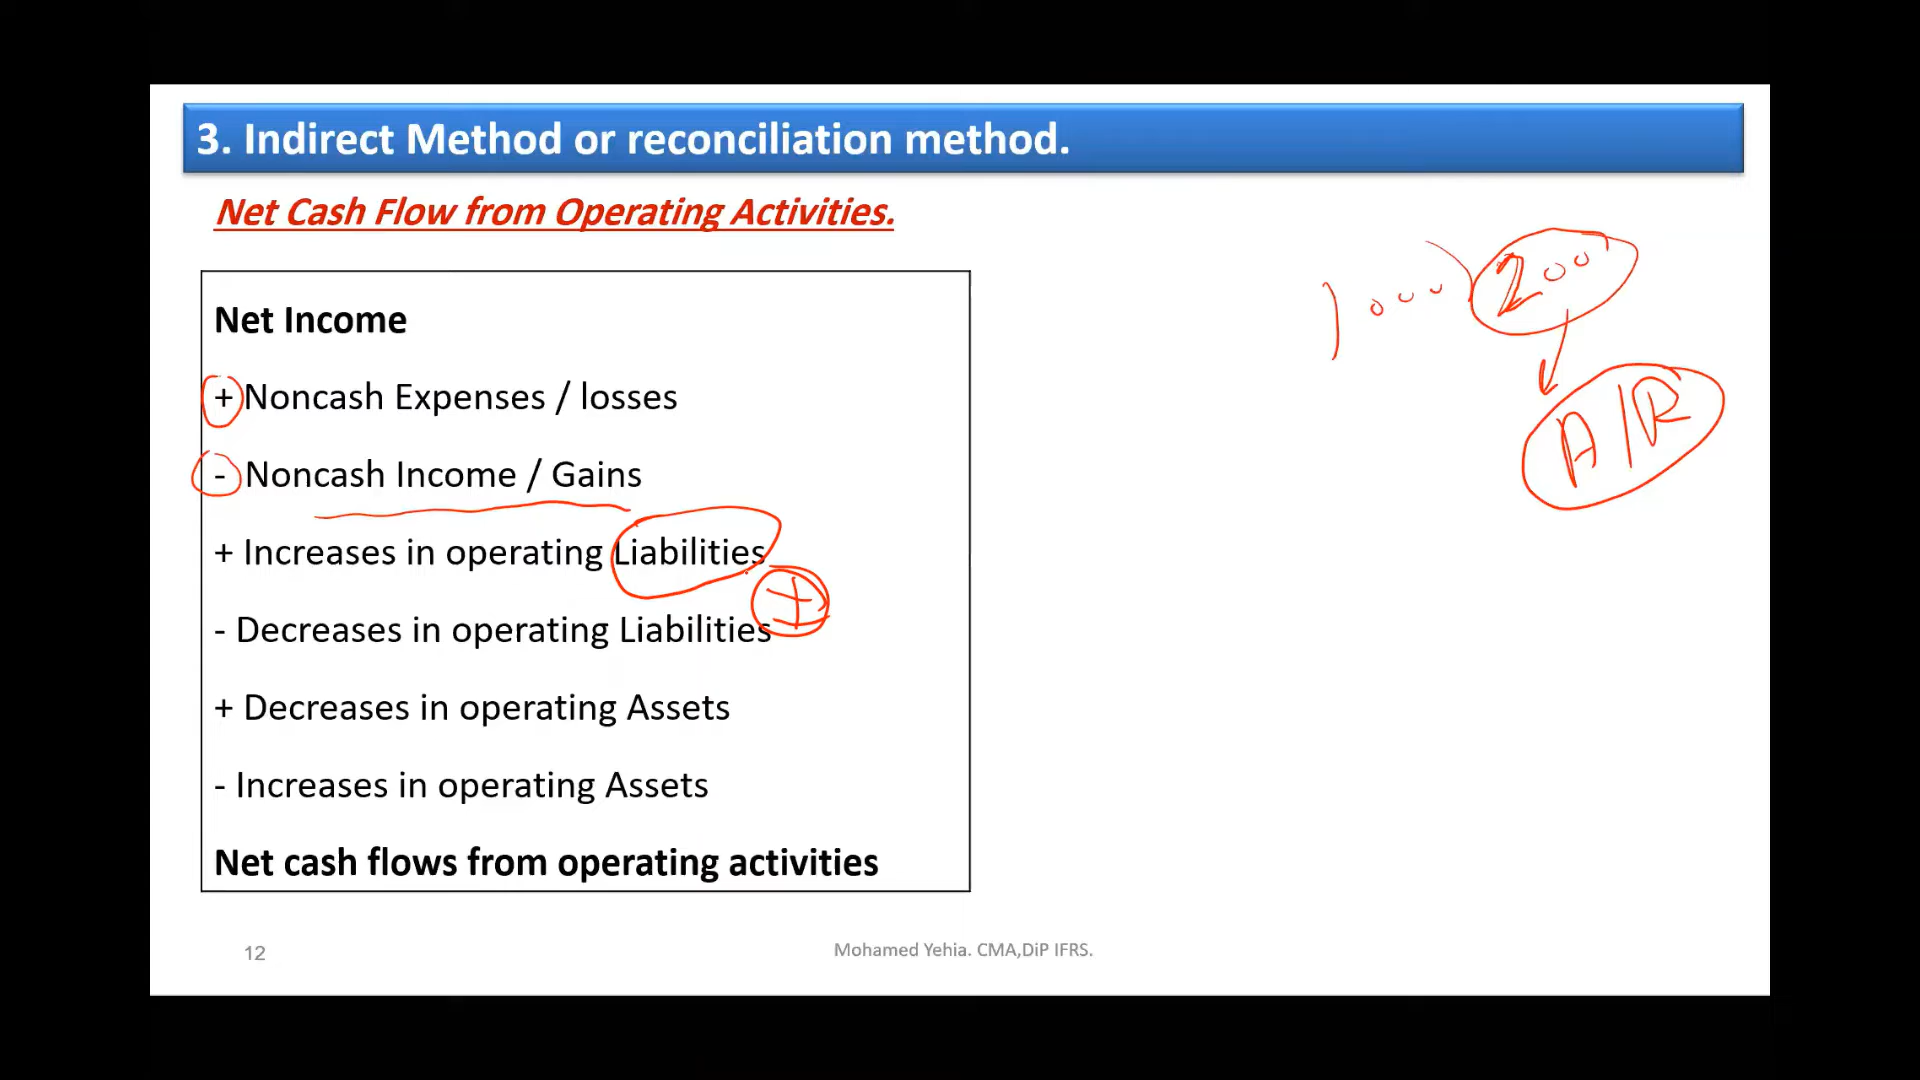 3. Indirect Method or reconciliation method.
Net Cash Flow from Operating Activities.
Net Income
+ Noncash Expenses / losses
- Noncash Income / Gains
+ Increases in operating Liabilities
+
- Decreases in operating Liabilities
+ Decreases in operating Assets
- Increases in operating Assets
Net cash flows from operating activities
1000 200
A/R
12
Mohamed Yehia. CMA,DiP IFRS.